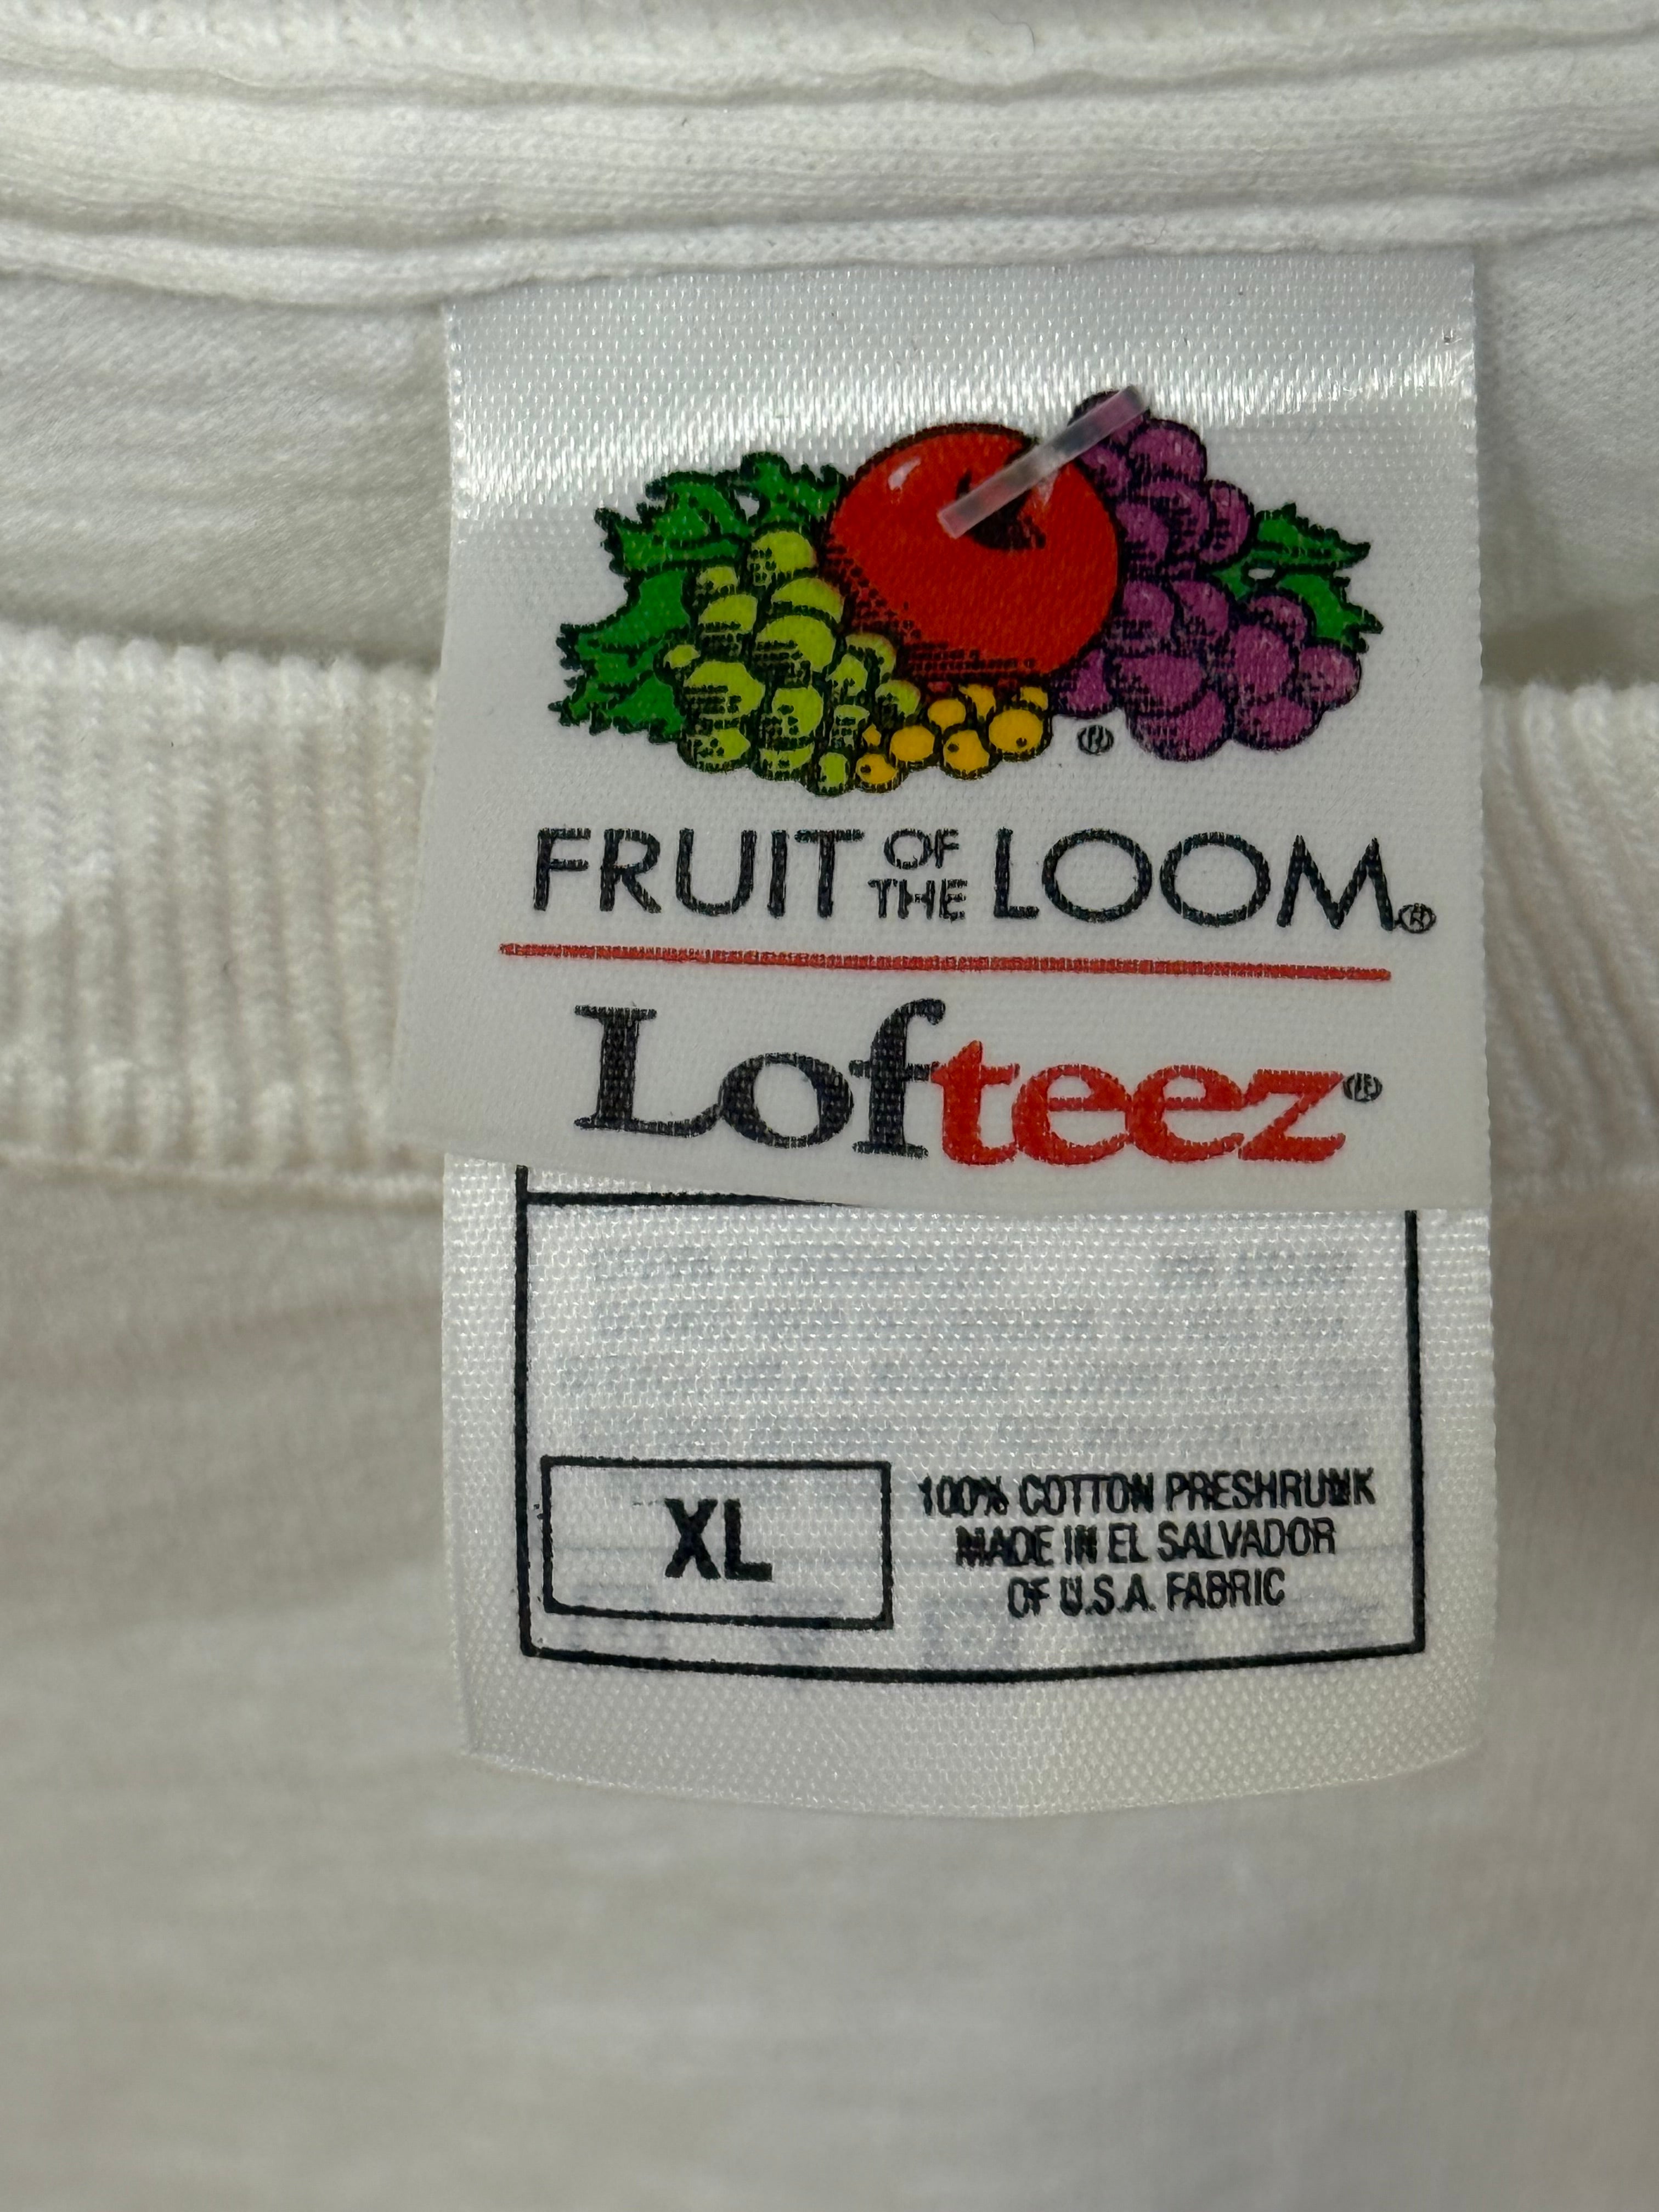 ®
FRUIT OF THE LOOM®
Lofteez®
XL
100% COTTON PRESHRUNK
MADE IN EL SALVADOR
OF U.S.A. FABRIC